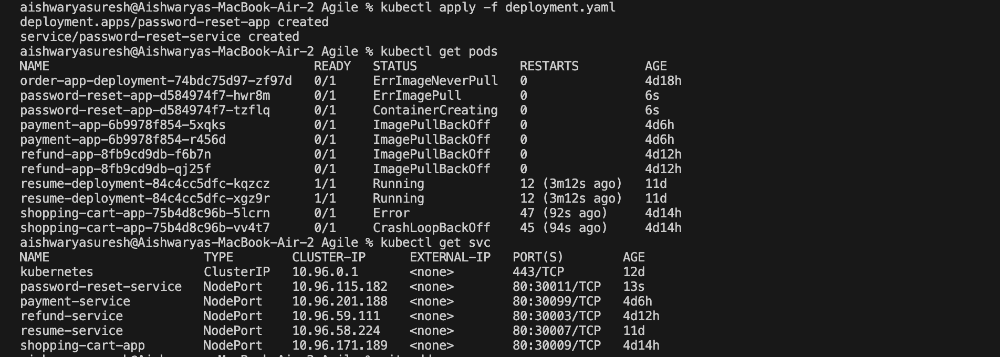 aishwaryasuresh@Aishwaryas-MacBook-Air-2 Agile % kubectl apply -f deployment.yaml
deployment.apps/password-reset-app created
service/password-reset-service created
aishwaryasuresh@Aishwaryas-MacBook-Air-2 Agile % kubectl get pods
NAME READY STATUS RESTARTS AGE
order-app-deployment-74bdc75d97-zf97d 0/1 ErrImageNeverPull 0 4d18h
password-reset-app-d584974f7-hwr8m 0/1 ErrImagePull 0 6s
password-reset-app-d584974f7-tzflq 0/1 ContainerCreating 0 6s
payment-app-6b9978f854-5xqks 0/1 ImagePullBackOff 0 4d6h
payment-app-6b9978f854-r456d 0/1 ImagePullBackOff 0 4d6h
refund-app-8fb9cd9db-f6b7n 0/1 ImagePullBackOff 0 4d12h
refund-app-8fb9cd9db-qj25f 0/1 ImagePullBackOff 0 4d12h
resume-deployment-84c4cc5dfc-kqzcz 1/1 Running 12 (3m12s ago) 11d
resume-deployment-84c4cc5dfc-xgz9r 1/1 Running 12 (3m12s ago) 11d
shopping-cart-app-75b4d8c96b-5lcrn 0/1 Error 47 (92s ago) 4d14h
shopping-cart-app-75b4d8c96b-vv4t7 0/1 CrashLoopBackOff 45 (94s ago) 4d14h
aishwaryasuresh@Aishwaryas-MacBook-Air-2 Agile % kubectl get svc
NAME TYPE CLUSTER-IP EXTERNAL-IP PORT(S) AGE
kubernetes ClusterIP 10.96.0.1 <none> 443/TCP 12d
password-reset-service NodePort 10.96.115.182 <none> 80:30011/TCP 13s
payment-service NodePort 10.96.201.188 <none> 80:30099/TCP 4d6h
refund-service NodePort 10.96.59.111 <none> 80:30003/TCP 4d12h
resume-service NodePort 10.96.58.224 <none> 80:30007/TCP 11d
shopping-cart-app NodePort 10.96.171.189 <none> 80:30009/TCP 4d14h